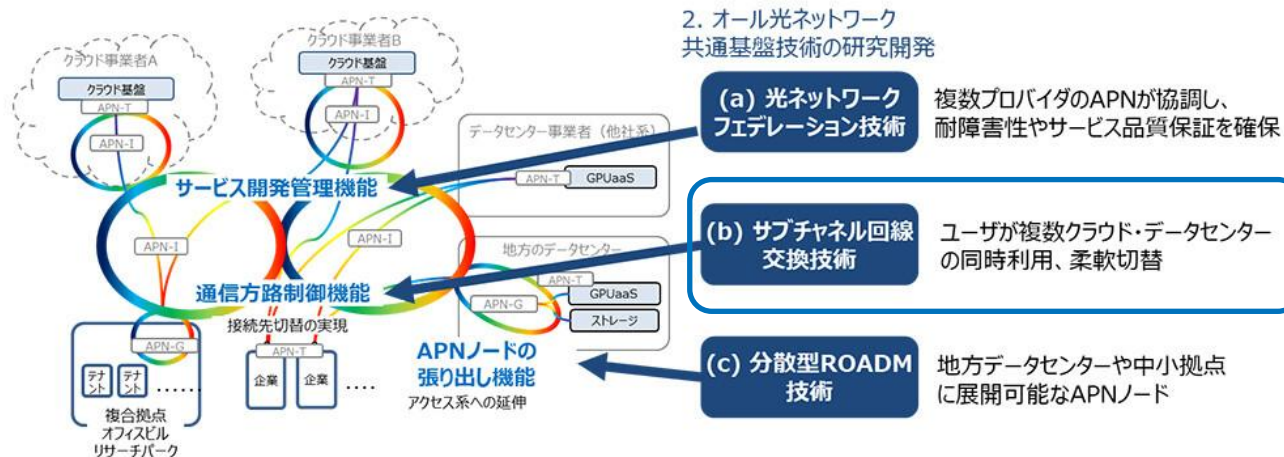 クラウド事業者A
クラウド基盤
APN-T
APN-I
クラウド事業者B
クラウド基盤
APN-T
APN-I
データセンター事業者（他社系）
APN-T
GPUaaS
サービス開発管理機能
APN-I
APN-I
通信方路制御機能
接続先切替の実現
地方のデータセンター
APN-T
GPUaaS
APN-G
ストレージ
APN-G
テナント
テナント
......
複合拠点
オフィスビル
リサーチパーク
APN-T
企業
企業
....
APNノードの
張り出し機能
アクセス系への延伸
2. オール光ネットワーク
共通基盤技術の研究開発
(a) 光ネットワーク
フェデレーション技術
複数プロバイダのAPNが協調し、
耐障害性やサービス品質保証を確保
(b) サブチャネル回線
交換技術
ユーザが複数クラウド・データセンター
の同時利用、柔軟切替
(c) 分散型ROADM
技術
地方データセンターや中小拠点
に展開可能なAPNノード